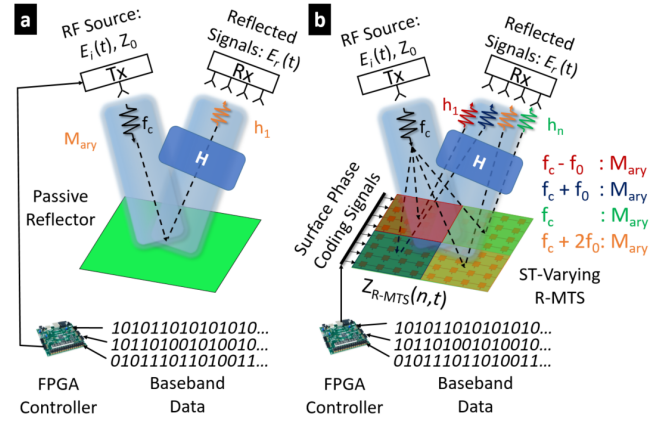 a
RF Source:
E_i(t), Z_0
Tx
Reflected
Signals: E_r(t)
Rx
f_c
h_1
M_ary
H
Passive
Reflector
101011010101010...
101101001010010...
010111011010011...
FPGA
Controller
Baseband
Data
b
RF Source:
E_i(t), Z_0
Tx
Reflected
Signals: E_r(t)
Rx
h_1
h_n
f_c
H
f_c - f_0 : M_ary
f_c + f_0 : M_ary
f_c : M_ary
f_c + 2f_0 : M_ary
Surface Phase
Coding Signals
Z_R-MTS(n,t)
ST-Varying
R-MTS
101011010101010...
101101001010010...
010111011010011...
FPGA
Controller
Baseband
Data